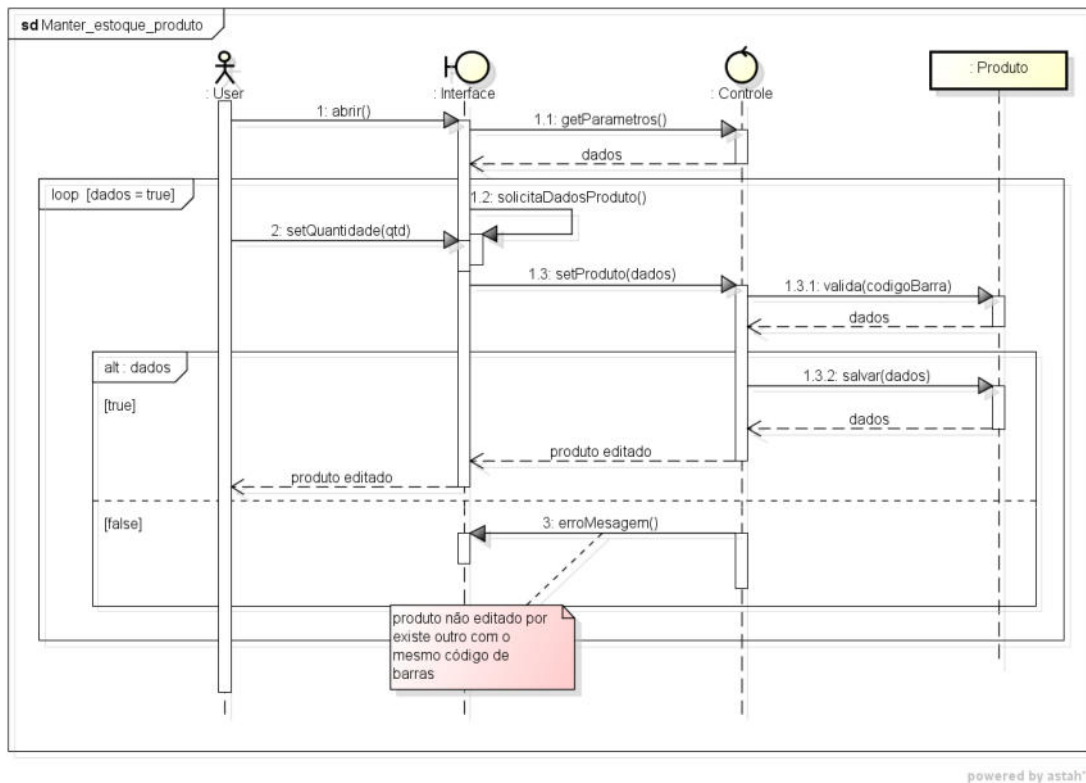 sd Manter_estoque_produto
: User
: Interface
: Controle
: Produto
1: abrir()
1.1: getParametros()
dados
loop [dados = true]
1.2: solicitaDadosProduto()
2: setQuantidade(qtd)
1.3: setProduto(dados)
1.3.1: valida(codigoBarra)
dados
alt : dados
1.3.2: salvar(dados)
[true]
dados
produto editado
produto editado
[false]
3: erroMesagem()
produto não editado por
existe outro com o
mesmo código de
barras
powered by astah